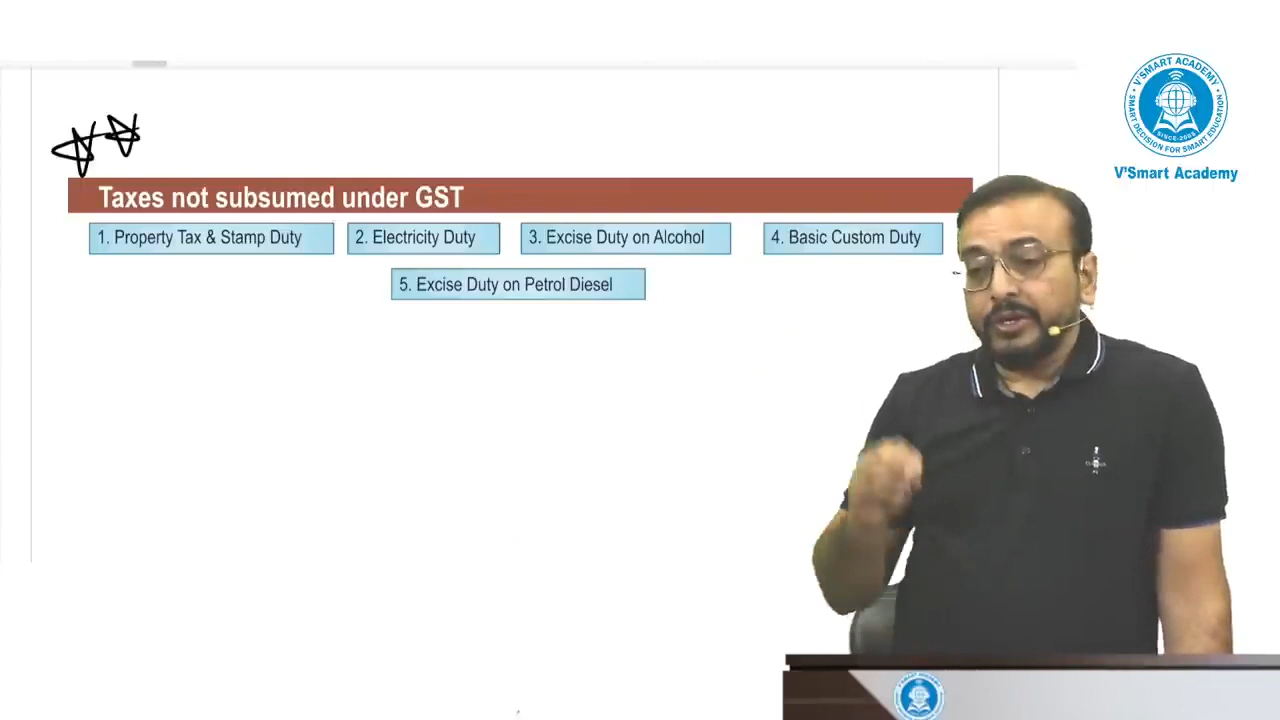 V'SMART ACADEMY
SMART DECISION FOR SMART EDUCATION
SINCE-2008
V'Smart Academy
Taxes not subsumed under GST
1. Property Tax & Stamp Duty
2. Electricity Duty
3. Excise Duty on Alcohol
4. Basic Custom Duty
5. Excise Duty on Petrol Diesel